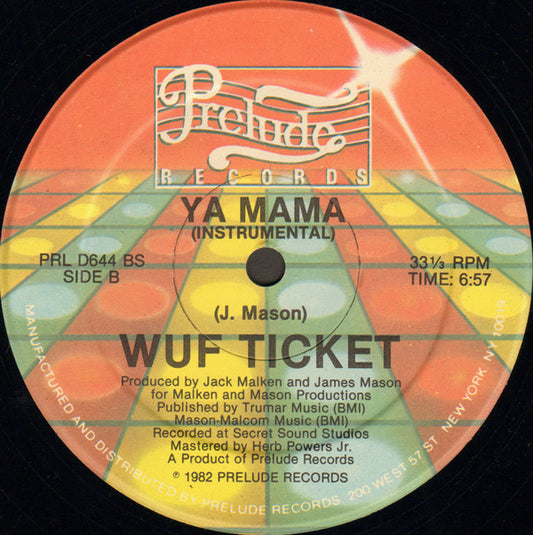 Prelude
RECORDS
YA MAMA
(INSTRUMENTAL)
PRL D644 BS
SIDE B
33⅓ RPM
TIME: 6:57
(J. Mason)
WUF TICKET
Produced by Jack Malken and James Mason
for Malken and Mason Productions
Published by Trumar Music (BMI)
Mason-Malcom Music (BMI)
Recorded at Secret Sound Studios
Mastered by Herb Powers Jr.
A Product of Prelude Records
℗ 1982 PRELUDE RECORDS
MANUFACTURED AND DISTRIBUTED BY PRELUDE RECORDS, 200 WEST 57 ST. NEW YORK, NY 10019